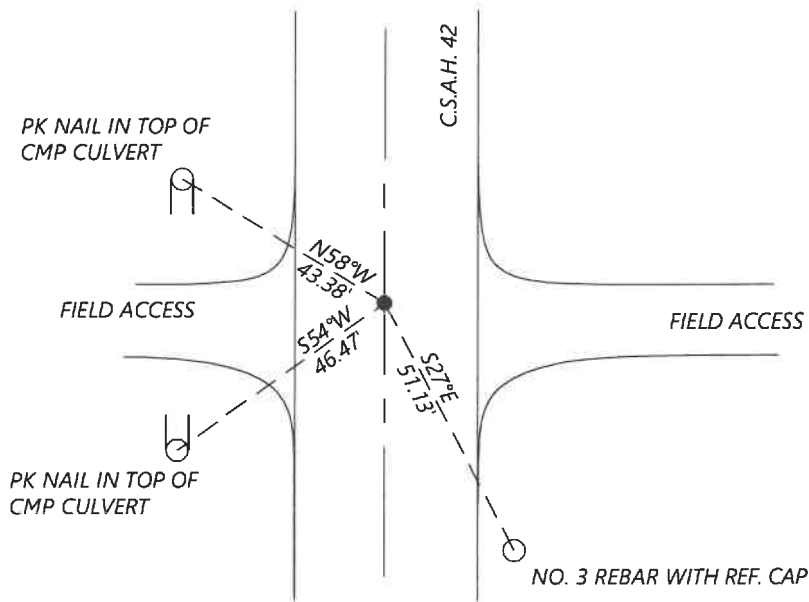 C.S.A.H. 42
PK NAIL IN TOP OF
CMP CULVERT
N58°W
43.38'
FIELD ACCESS
S54°W
46.47'
S27°E
51.13'
FIELD ACCESS
PK NAIL IN TOP OF
CMP CULVERT
NO. 3 REBAR WITH REF. CAP